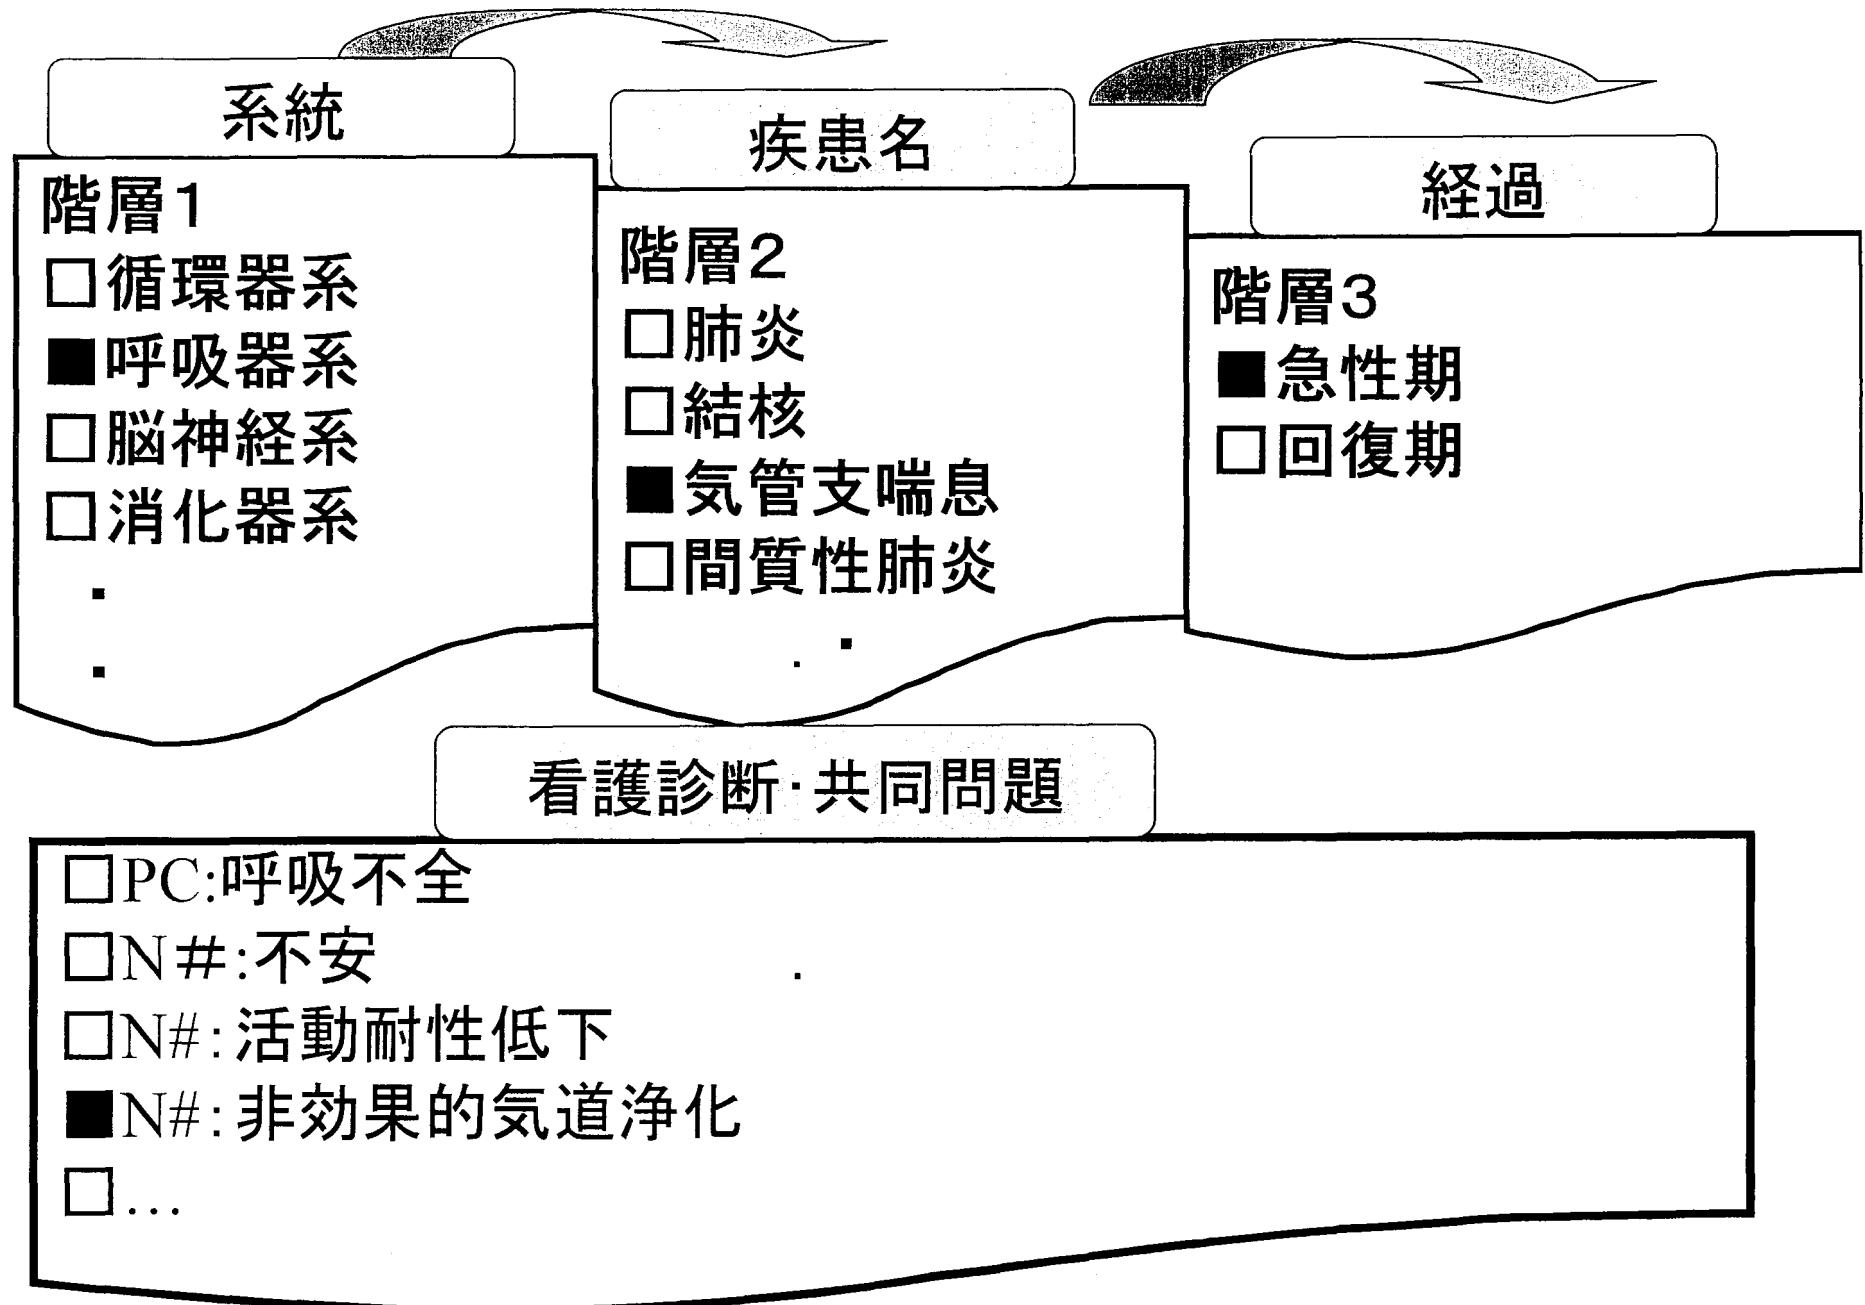 系統
階層1
□循環器系
■呼吸器系
□脳神経系
□消化器系
・
・
疾患名
階層2
□肺炎
□結核
■気管支喘息
□間質性肺炎
・
経過
階層3
■急性期
□回復期
看護診断・共同問題
□PC:呼吸不全
□N＃:不安
□N#:活動耐性低下
■N#:非効果的気道浄化
□…